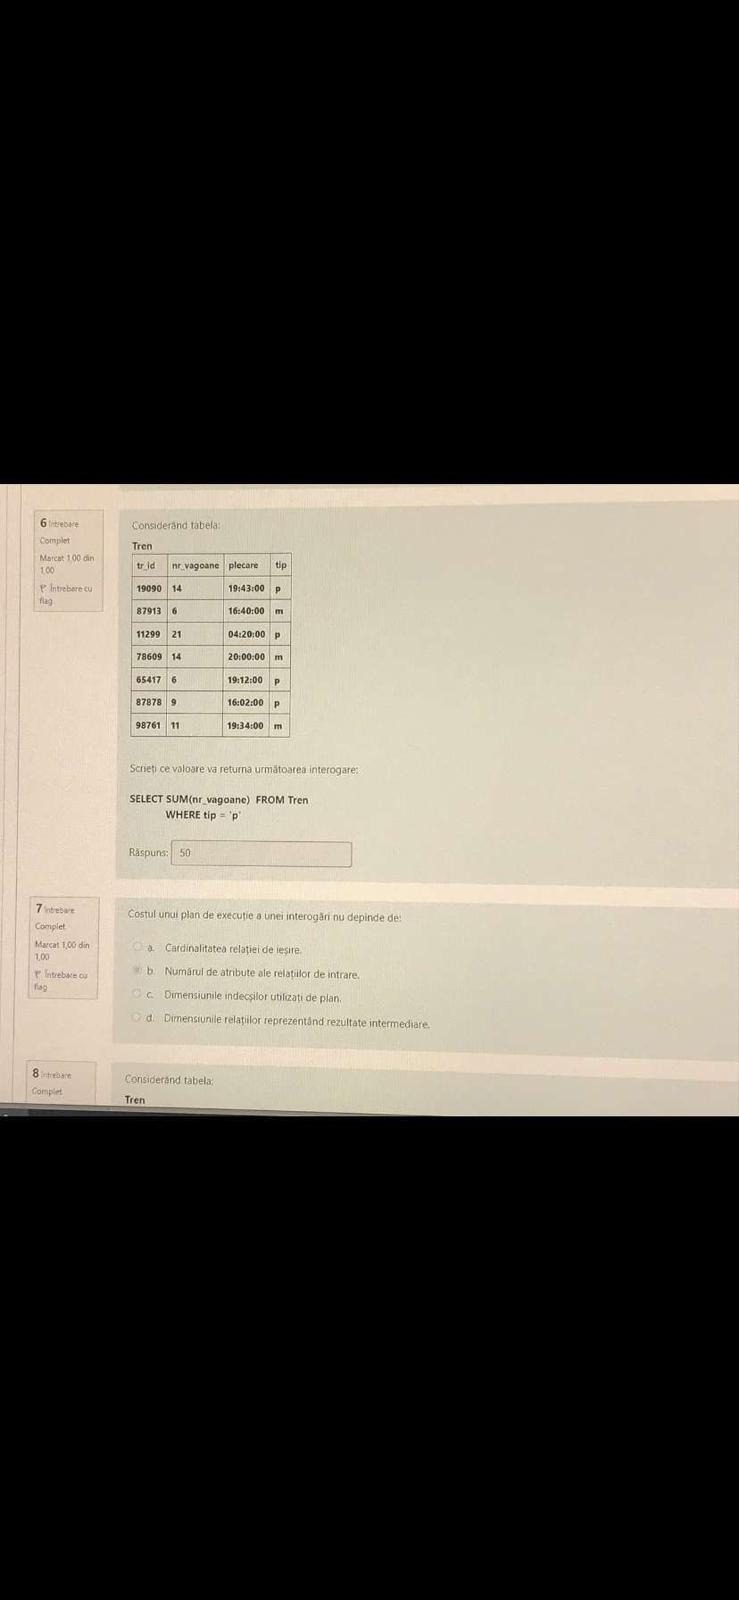 6 Întrebare
Complet
Marcat 1,00 din
1,00
Întrebare cu
flag
Considerând tabela:
Tren
tr_id nr_vagoane plecare tip
19090 14 19:43:00 p
87913 6 16:40:00 m
11299 21 04:20:00 p
78609 14 20:00:00 m
65417 6 19:12:00 p
87878 9 16:02:00 p
98761 11 19:34:00 m
Scrieți ce valoare va returna următoarea interogare:
SELECT SUM(nr_vagoane) FROM Tren
WHERE tip = 'p'
Răspuns: 50
7 Întrebare
Complet
Marcat 1,00 din
1,00
Întrebare cu
flag
Costul unui plan de execuție a unei interogări nu depinde de:
a. Cardinalitatea relației de ieșire.
b. Numărul de atribute ale relațiilor de intrare.
c. Dimensiunile indecșilor utilizați de plan.
d. Dimensiunile relațiilor reprezentând rezultate intermediare.
8 Întrebare
Complet
Considerând tabela:
Tren